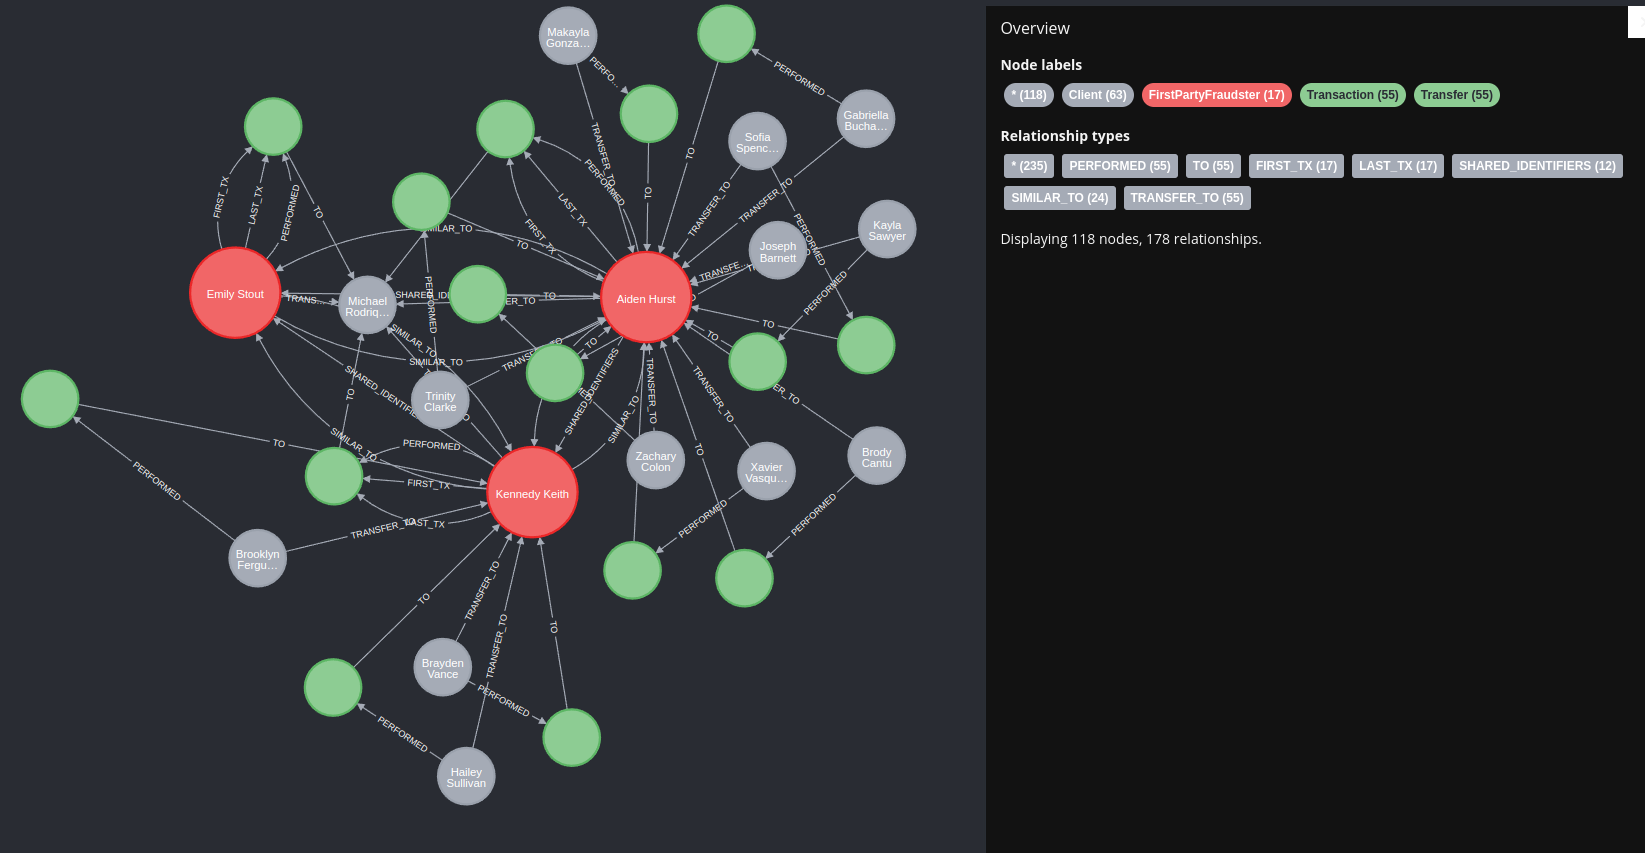 Makayla
Gonza…
PERFO…
PERFORMED
Gabriella
Bucha…
Sofia
Spenc…
TRANSFER_TO
TO
TO
PERFORMED
TRANSFER_TO
TRANSFER_TO
PERFORMED
Kayla
Sawyer
Joseph
Barnett
TRANSFE…
FIRST_TX
LAST_TX
PERFORMED
TO
LAST_TX
FIRST_TX
MILAR_TO
TO
Emily Stout
TRANS…
Michael
Rodriq…
SHARED_IDE
PERFORMED
ER_TO
TO
Aiden Hurst
PERFORMED
TO
TO
SIMILAR_TO
SIMILAR_TO
TRANSF
TO
TO
SHARED_IDENTIFIE
SHARED_IDENTIFIERS
TRANSFER_TO
TRANSFER_TO
ER_TO
Trinity
Clarke
TO
SIMILAR_TO
SIMILAR_TO
TO
PERFORMED
TO
Zachary
Colon
Xavier
Vasqu…
Brody
Cantu
PERFORMED
FIRST_TX
Kennedy Keith
TRANSFER_TO
LAST_TX
PERFORMED
PERFORMED
Brooklyn
Fergu…
TO
TRANSFER_TO
TRANSFER_TO
TO
Brayden
Vance
PERFORMED
PERFORMED
Hailey
Sullivan
Overview
Node labels
* (118) Client (63) FirstPartyFraudster (17) Transaction (55) Transfer (55)
Relationship types
* (235) PERFORMED (55) TO (55) FIRST_TX (17) LAST_TX (17) SHARED_IDENTIFIERS (12)
SIMILAR_TO (24) TRANSFER_TO (55)
Displaying 118 nodes, 178 relationships.